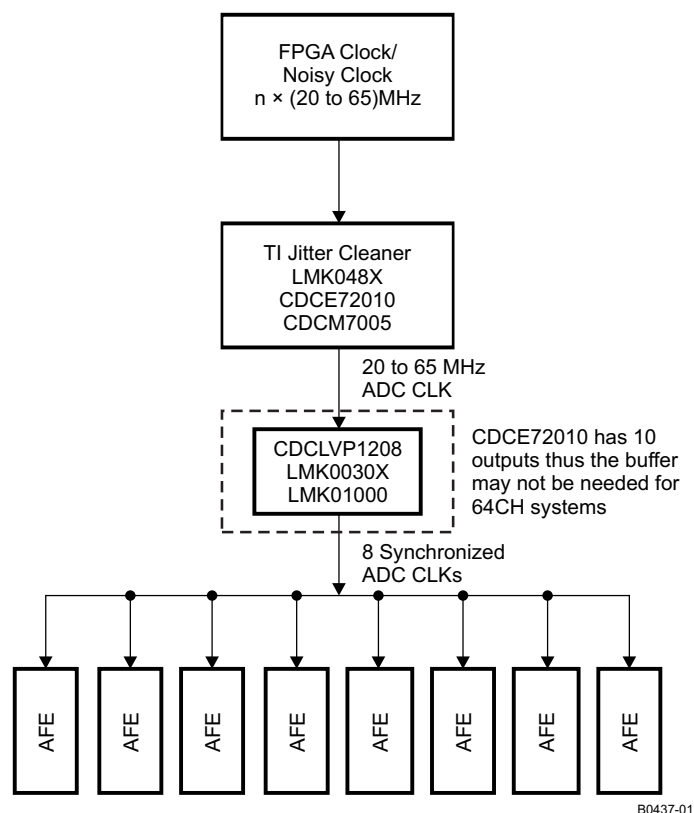 FPGA Clock/
Noisy Clock
n × (20 to 65)MHz
TI Jitter Cleaner
LMK048X
CDCE72010
CDCM7005
20 to 65 MHz
ADC CLK
CDCLVP1208
LMK0030X
LMK01000
CDCE72010 has 10
outputs thus the buffer
may not be needed for
64CH systems
8 Synchronized
ADC CLKs
AFE
AFE
AFE
AFE
AFE
AFE
AFE
AFE
B0437-01